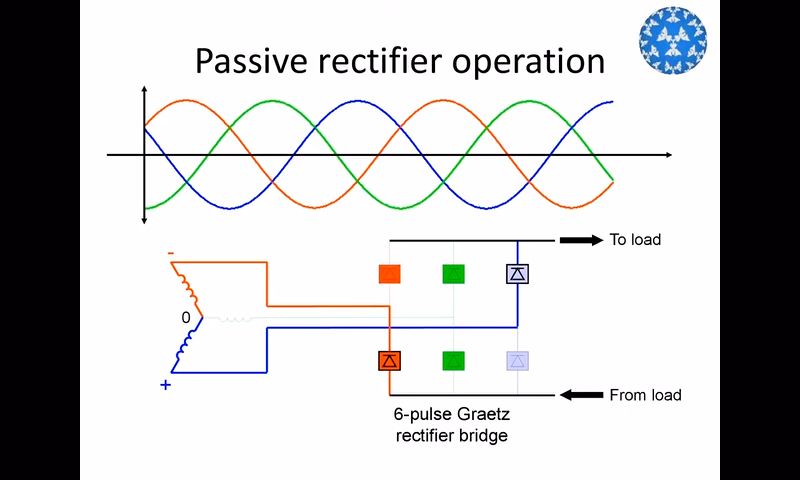 Passive rectifier operation
To load
-
0
+
From load
6-pulse Graetz
rectifier bridge